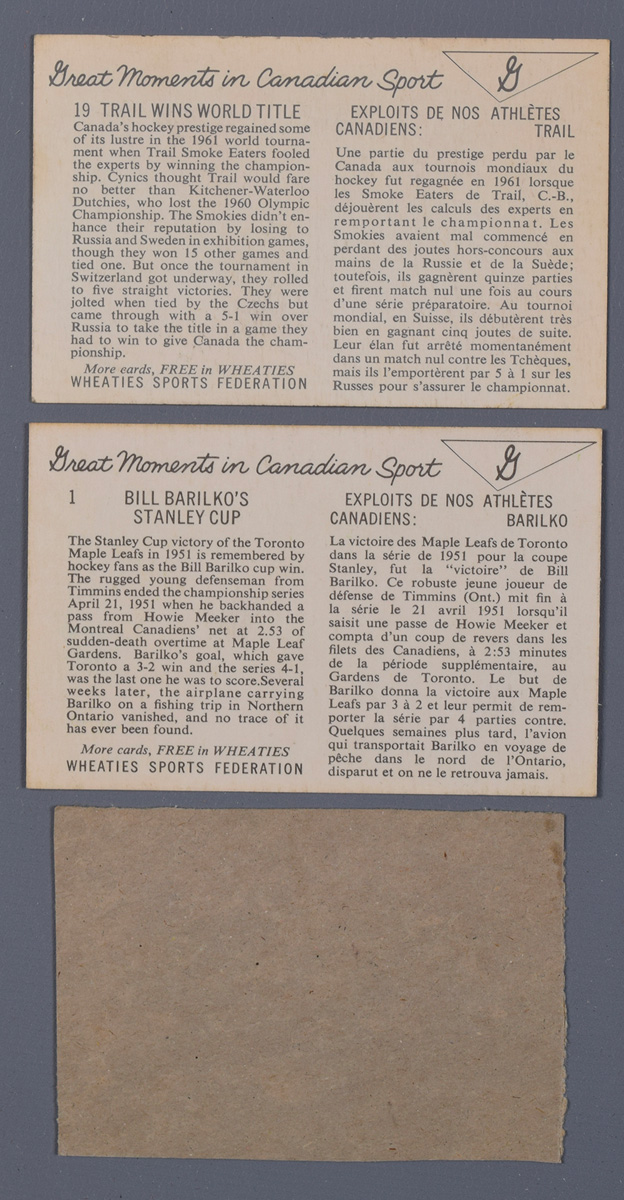 Great Moments in Canadian Sport
G
19 TRAIL WINS WORLD TITLE
Canada's hockey prestige regained some
of its lustre in the 1961 world tourna-
ment when Trail Smoke Eaters fooled
the experts by winning the champion-
ship. Cynics thought Trail would fare
no better than Kitchener-Waterloo
Dutchies, who lost the 1960 Olympic
Championship. The Smokies didn't en-
hance their reputation by losing to
Russia and Sweden in exhibition games,
though they won 15 other games and
tied one. But once the tournament in
Switzerland got underway, they rolled
to five straight victories. They were
jolted when tied by the Czechs but
came through with a 5-1 win over
Russia to take the title in a game they
had to win to give Canada the cham-
pionship.
More cards, FREE in WHEATIES
WHEATIES SPORTS FEDERATION
EXPLOITS DE NOS ATHLÈTES
CANADIENS: TRAIL
Une partie du prestige perdu par le
Canada aux tournois mondiaux du
hockey fut regagnée en 1961 lorsque
les Smoke Eaters de Trail, C.-B.,
déjouèrent les calculs des experts en
remportant le championnat. Les
Smokies avaient mal commencé en
perdant des joutes hors-concours aux
mains de la Russie et de la Suède;
toutefois, ils gagnèrent quinze parties
et firent match nul une fois au cours
d'une série préparatoire. Au tournoi
mondial, en Suisse, ils débutèrent très
bien en gagnant cinq joutes de suite.
Leur élan fut arrêté momentanément
dans un match nul contre les Tchèques,
mais ils l'emportèrent par 5 à 1 sur les
Russes pour s'assurer le championnat.
Great Moments in Canadian Sport
G
1 BILL BARILKO'S
STANLEY CUP
The Stanley Cup victory of the Toronto
Maple Leafs in 1951 is remembered by
hockey fans as the Bill Barilko cup win.
The rugged young defenseman from
Timmins ended the championship series
April 21, 1951 when he backhanded a
pass from Howie Meeker into the
Montreal Canadiens' net at 2.53 of
sudden-death overtime at Maple Leaf
Gardens. Barilko's goal, which gave
Toronto a 3-2 win and the series 4-1,
was the last one he was to score.Several
weeks later, the airplane carrying
Barilko on a fishing trip in Northern
Ontario vanished, and no trace of it
has ever been found.
More cards, FREE in WHEATIES
WHEATIES SPORTS FEDERATION
EXPLOITS DE NOS ATHLÈTES
CANADIENS: BARILKO
La victoire des Maple Leafs de Toronto
dans la série de 1951 pour la coupe
Stanley, fut la "victoire" de Bill
Barilko. Ce robuste jeune joueur de
défense de Timmins (Ont.) mit fin à
la série le 21 avril 1951 lorsqu'il
saisit une passe de Howie Meeker et
compta d'un coup de revers dans les
filets des Canadiens, à 2:53 minutes
de la période supplémentaire, au
Gardens de Toronto. Le but de
Barilko donna la victoire aux Maple
Leafs par 3 à 2 et leur permit de rem-
porter la série par 4 parties contre.
Quelques semaines plus tard, l'avion
qui transportait Barilko en voyage de
pêche dans le nord de l'Ontario,
disparut et on ne le retrouva jamais.